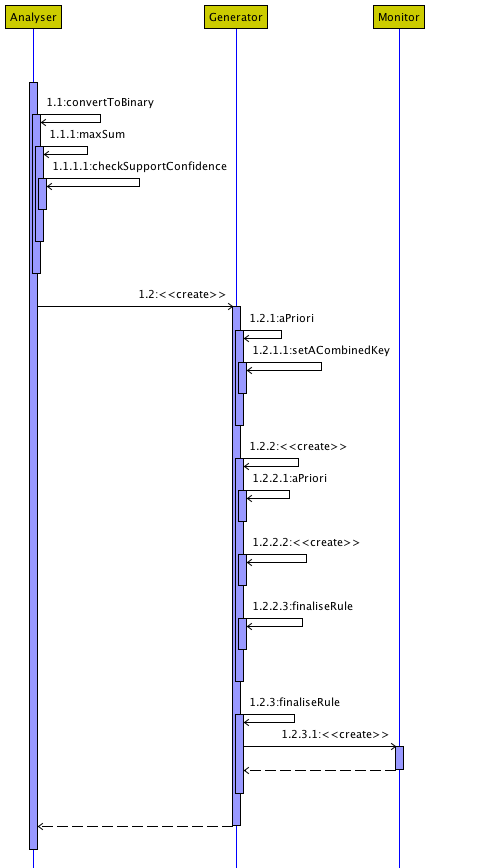 Analyser
Generator
Monitor
1.1:convertToBinary
1.1.1:maxSum
1.1.1.1:checkSupportConfidence
1.2:<<create>>
1.2.1:aPriori
1.2.1.1:setACombinedKey
1.2.2:<<create>>
1.2.2.1:aPriori
1.2.2.2:<<create>>
1.2.2.3:finaliseRule
1.2.3:finaliseRule
1.2.3.1:<<create>>